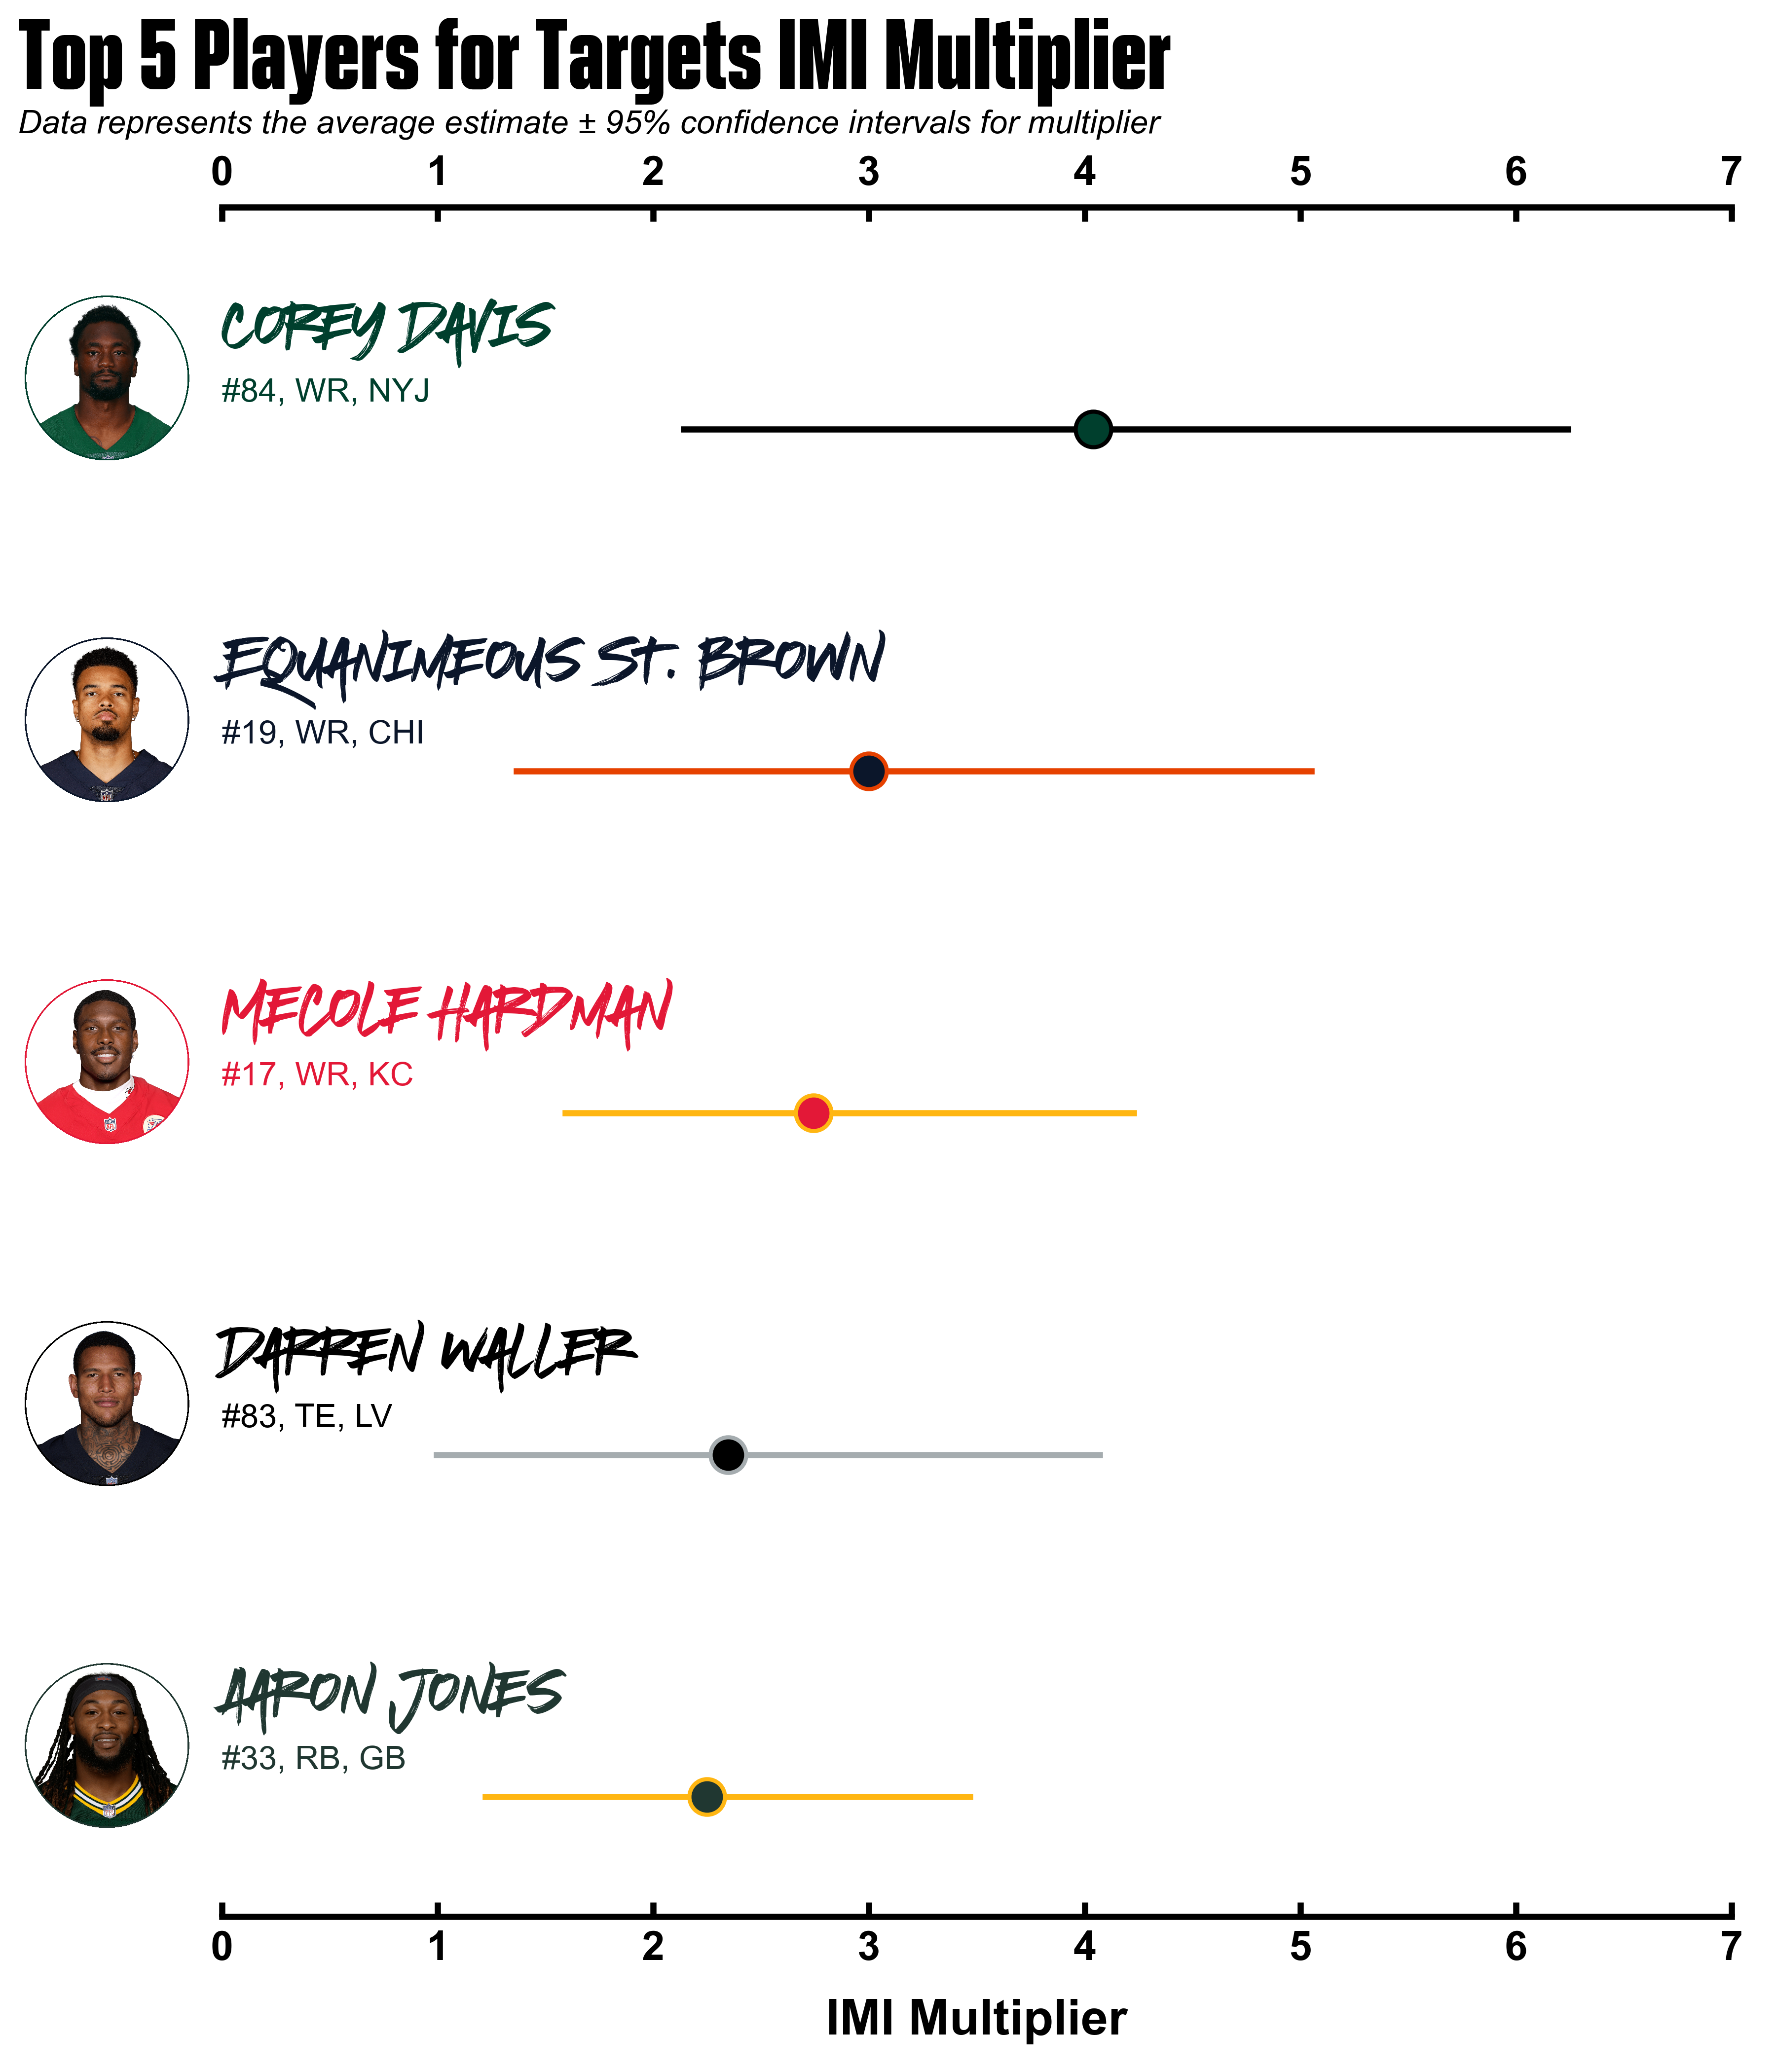 Top 5 Players for Targets IMI Multiplier
Data represents the average estimate ± 95% confidence intervals for multiplier
0 1 2 3 4 5 6 7
COREY DAVIS
#84, WR, NYJ
EQUANIMEOUS ST. BROWN
#19, WR, CHI
MECOLE HARDMAN
#17, WR, KC
DARREN WALLER
#83, TE, LV
AARON JONES
#33, RB, GB
0 1 2 3 4 5 6 7
IMI Multiplier